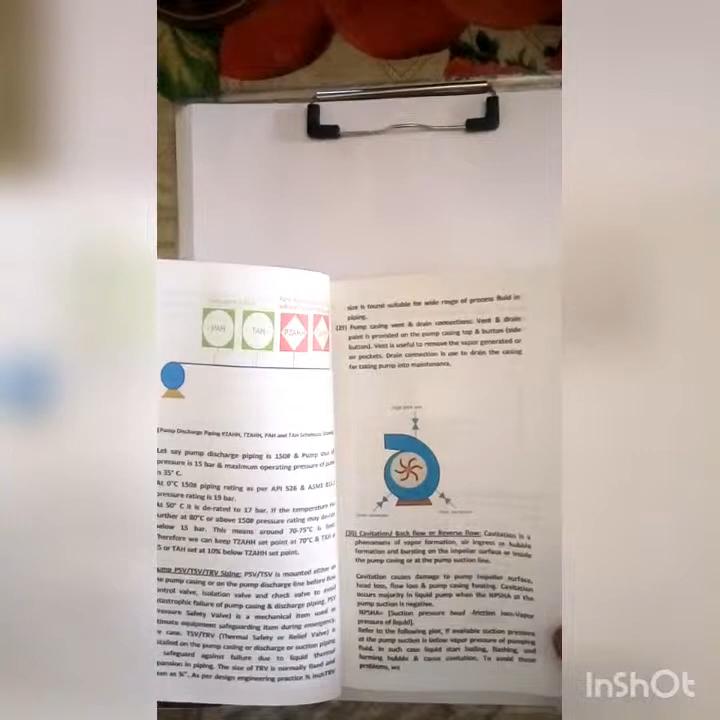 PAH TAH PZAHH
[Pump Discharge Piping PZAHH, TZAHH, PAH and TAH Schematic
Let say pump discharge piping is 150# & Pump
pressure is 15 bar & maximum operating pressure of
is 35° C.
At 0°C 150# piping rating as per API 526 & ASME
pressure rating is 19 bar.
At 50° C it is de-rated to 17 bar. If the temperature
further at 80°C or above 150# pressure rating may
below 15 bar. This means around 70-75°C is
Therefore we can keep TZAHH set point at 70°C & TAH
or TAH set at 10% below TZAHH set point.
PSV/TSV/TRV Sizing: PSV/TSV is mounted either on
pump casing or on the pump discharge line before
control valve, isolation valve and check valve to
catastrophic failure of pump casing & discharge piping. PSV
Pressure Safety Valve) is a mechanical item used
ultimate equipment safeguarding item during emergency
case. TSV/TRV (Thermal Safety or Relief Valve) is
installed on the pump casing or discharge or suction piping
safeguard against failure due to liquid thermal
expansion in piping. The size of TRV is normally fixed and
taken as ¾". As per design engineering practice ¾ inch
size is found suitable for wide range of process fluid in
piping.
Pump casing vent & drain connections: Vent & drain
point is provided on the pump casing top & button (side
button). Vent is useful to remove the vapor generated or
air pockets. Drain connection is use to drain the casing
for taking pump into maintenance.
Cavitation/ Back flow or Reverse flow: Cavitation is a
phenomena of vapor formation, air ingress or bubble
formation and bursting on the impeller surface or inside
the pump casing or at the pump suction line.
Cavitation causes damage to pump impeller surface,
head loss, flow loss & pump casing heating. Cavitation
occurs majorly in liquid pump when the NPSHA at the
pump suction is negative.
NPSHA= [Suction pressure head -friction loss-Vapor
pressure of liquid].
Refer to the following plot, if available suction pressure
at the pump suction is below vapor pressure of pumping
fluid. In such case liquid start boiling, flashing, and
forming bubble & cause cavitation. To avoid these
problems, we
InShOt